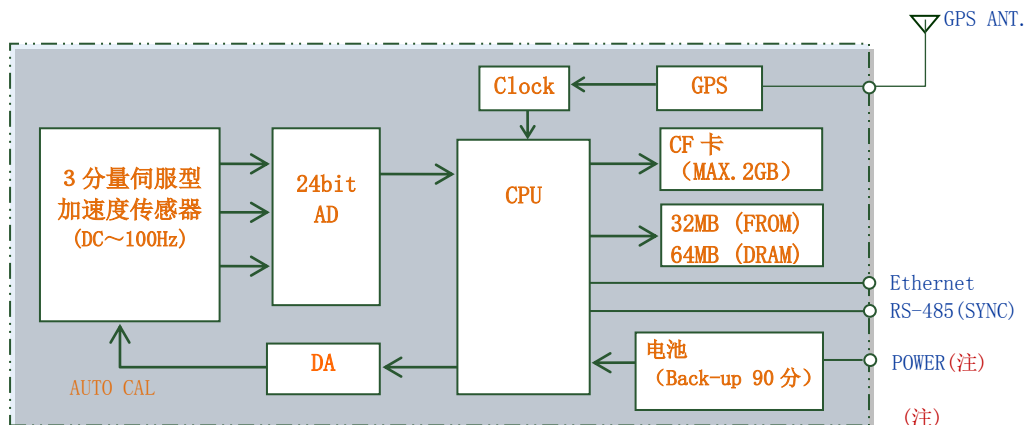 GPS ANT.
Clock
GPS
3 分量伺服型
加速度传感器
(DC～100Hz)
24bit
AD
CPU
CF 卡
（MAX. 2GB）
32MB (FROM)
64MB (DRAM)
Ethernet
RS-485(SYNC)
电池
（Back-up 90 分）
POWER(注)
DA
AUTO CAL
(注)